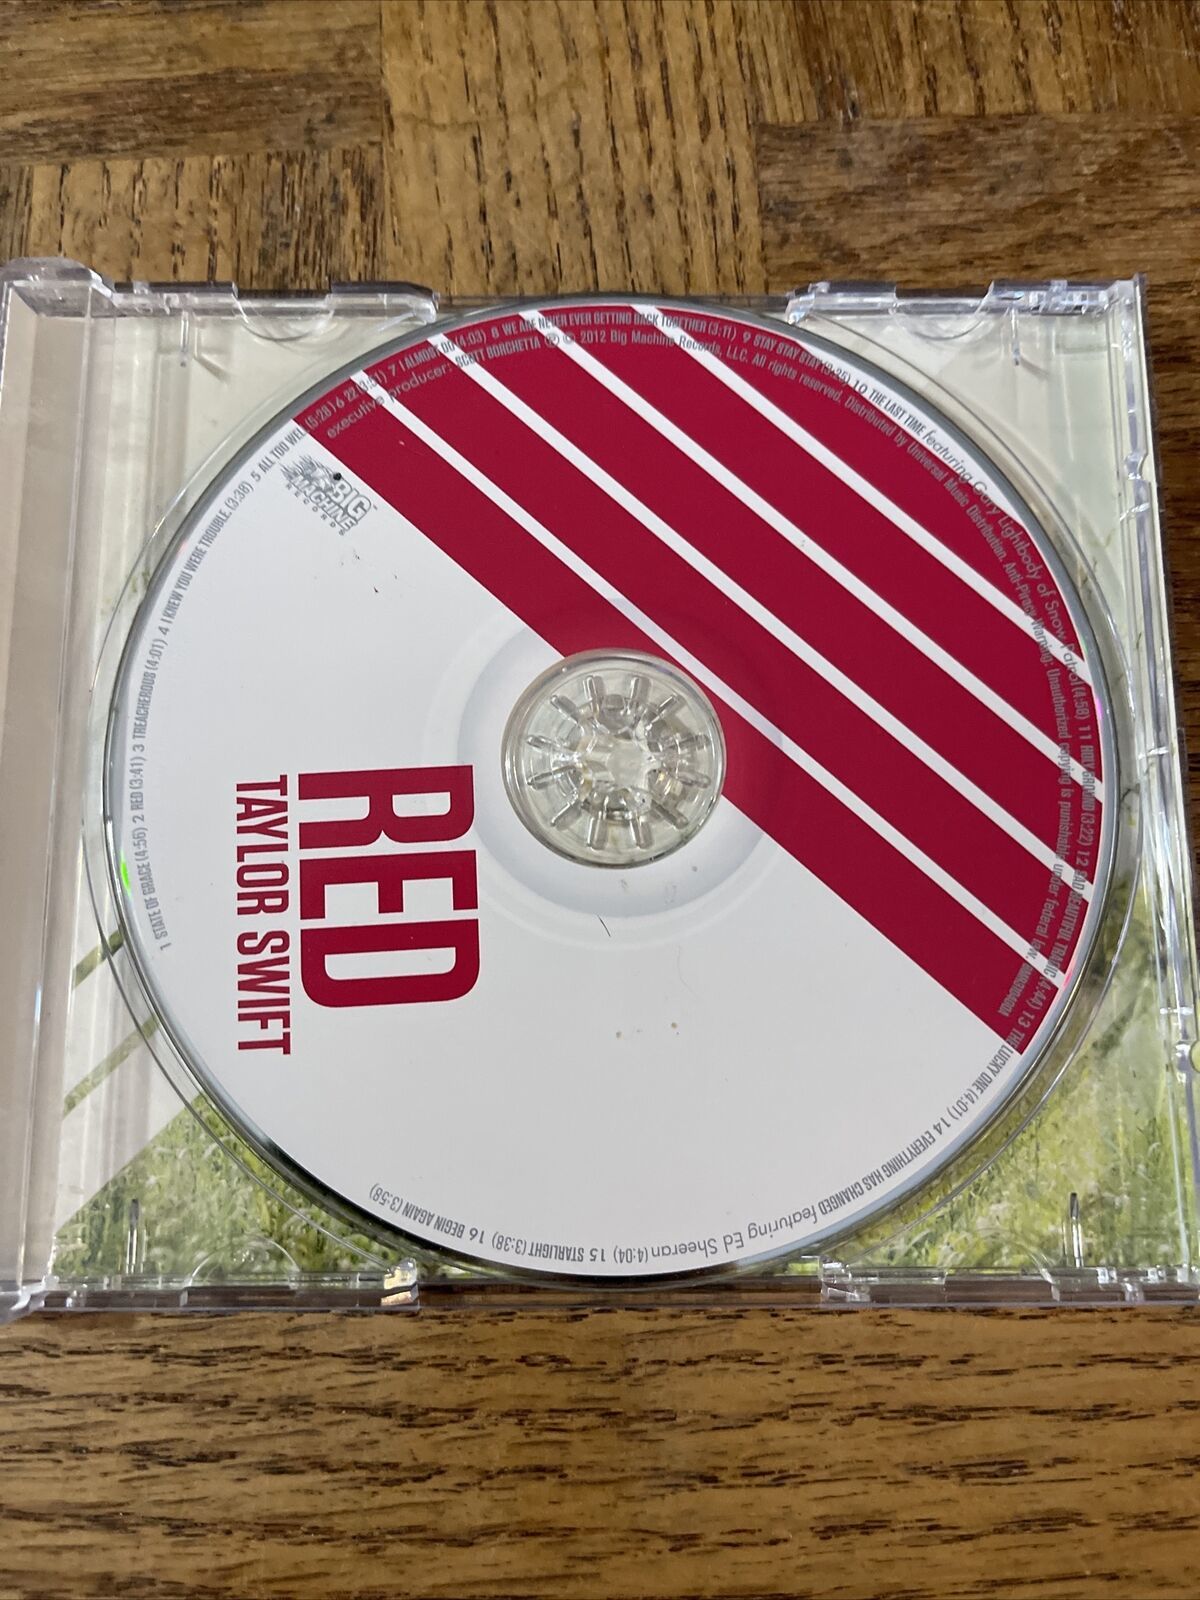 RED
TAYLOR SWIFT
BIG
MACHINE
RECORDS
1 STATE OF GRACE (4:56) 2 RED (3:41) 3 TREACHEROUS (4:01) 4 I KNEW YOU WERE TROUBLE. (3:38) 5 ALL TOO WELL (5:28) 6 22 (3:51) 7 I ALMOST DO (4:03) 8 WE ARE NEVER EVER GETTING BACK TOGETHER (3:11) 9 STAY STAY STAY (3:25) 10 THE LAST TIME featuring Gary Lightbody of Snow Patrol (4:58) 11 HOLY GROUND (3:22) 12 SAD BEAUTIFUL TRAGIC (4:44) 13 THE LUCKY ONE (4:01) 14 EVERYTHING HAS CHANGED featuring Ed Sheeran (4:04) 15 STARLIGHT (3:38) 16 BEGIN AGAIN (3:58)
executive producer: SCOTT BORCHETTA ℗ © 2012 Big Machine Records, LLC. All rights reserved. Distributed by Universal Music Distribution. Anti-Piracy Warning: Unauthorized copying is punishable under federal law.